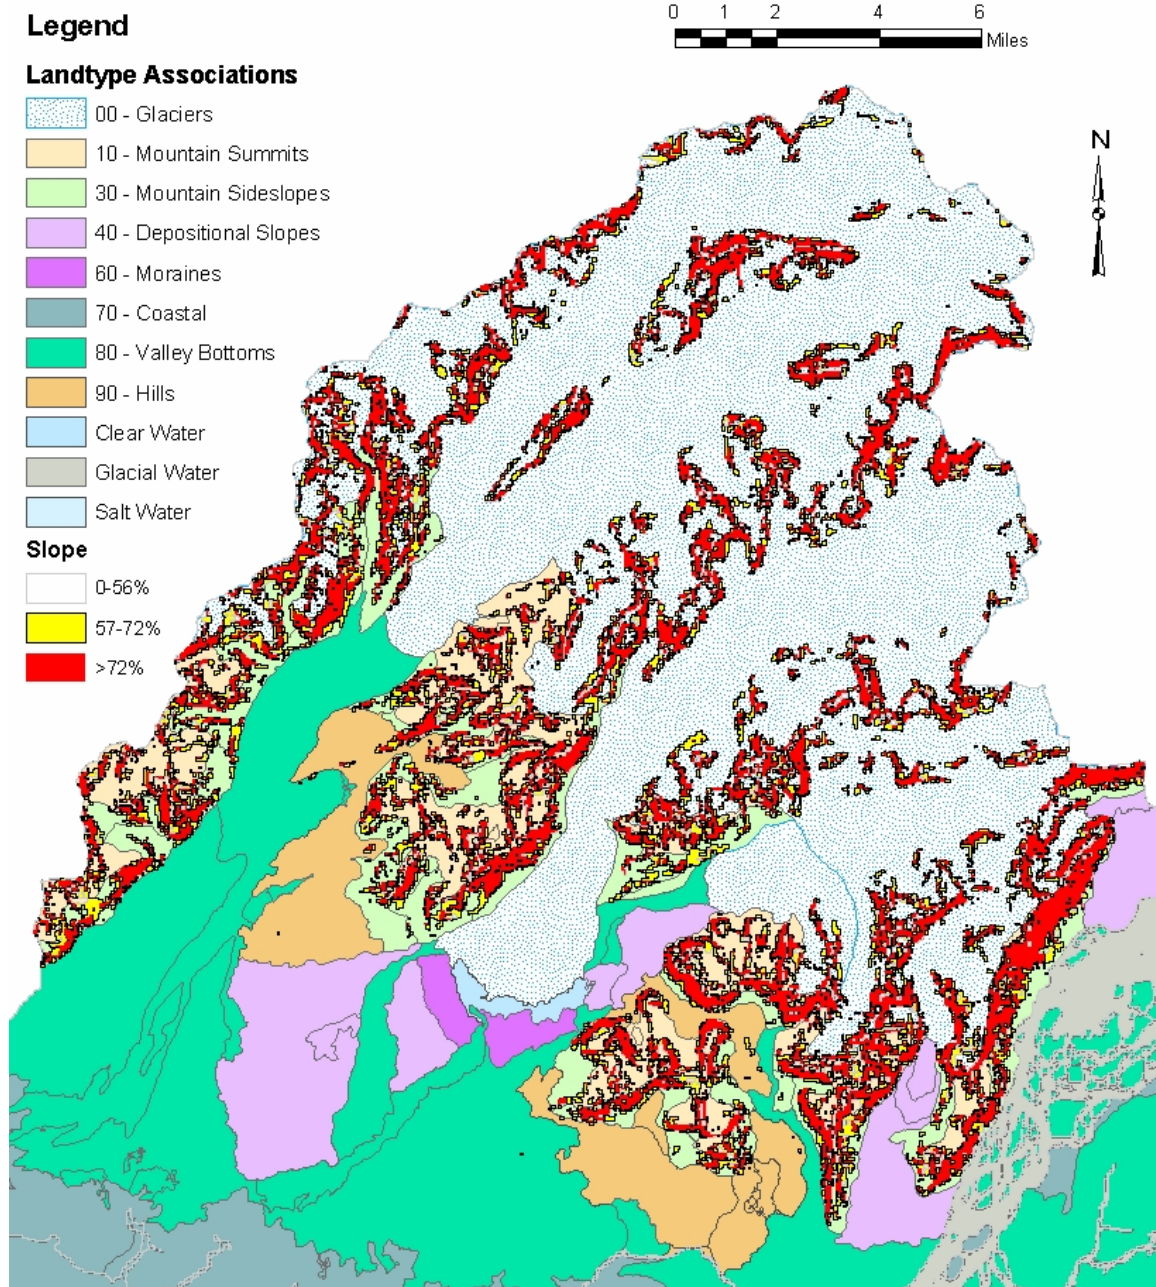 Legend
0 1 2 4 6
Miles
Landtype Associations
00 - Glaciers
10 - Mountain Summits
30 - Mountain Sideslopes
40 - Depositional Slopes
60 - Moraines
70 - Coastal
80 - Valley Bottoms
90 - Hills
Clear Water
Glacial Water
Salt Water
Slope
0-56%
57-72%
>72%
N